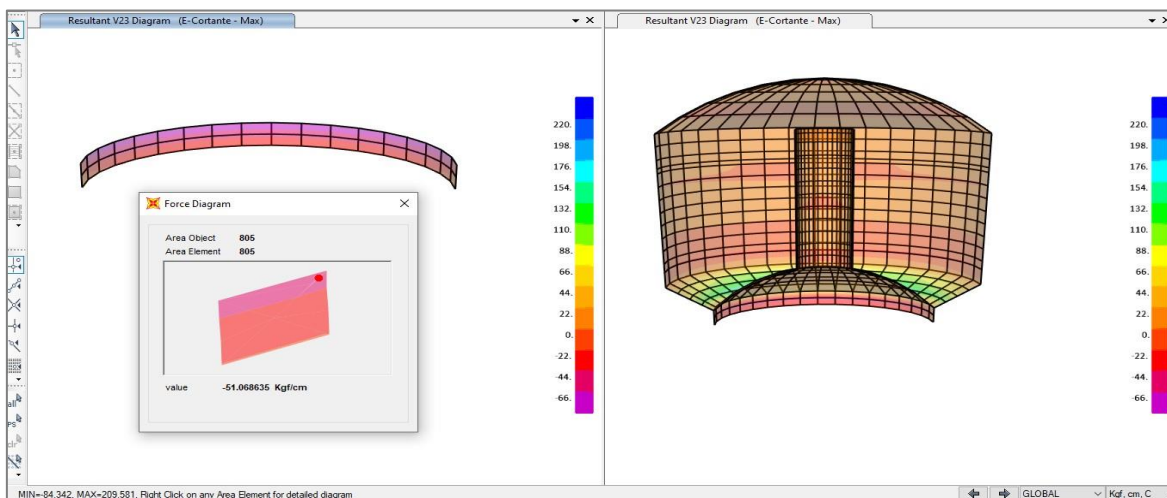 Resultant V23 Diagram (E-Cortante - Max)
220.
198.
176.
154.
132.
110.
88.
66.
44.
22.
0.
-22.
-44.
-66.
Force Diagram
Area Object 805
Area Element 805
value -51.068635 Kgf/cm
all
PS
clr
Resultant V23 Diagram (E-Cortante - Max)
220.
198.
176.
154.
132.
110.
88.
66.
44.
22.
0.
-22.
-44.
-66.
MIN=-84.342, MAX=209.581, Right Click on any Area Element for detailed diagram
GLOBAL
Kgf, cm, C